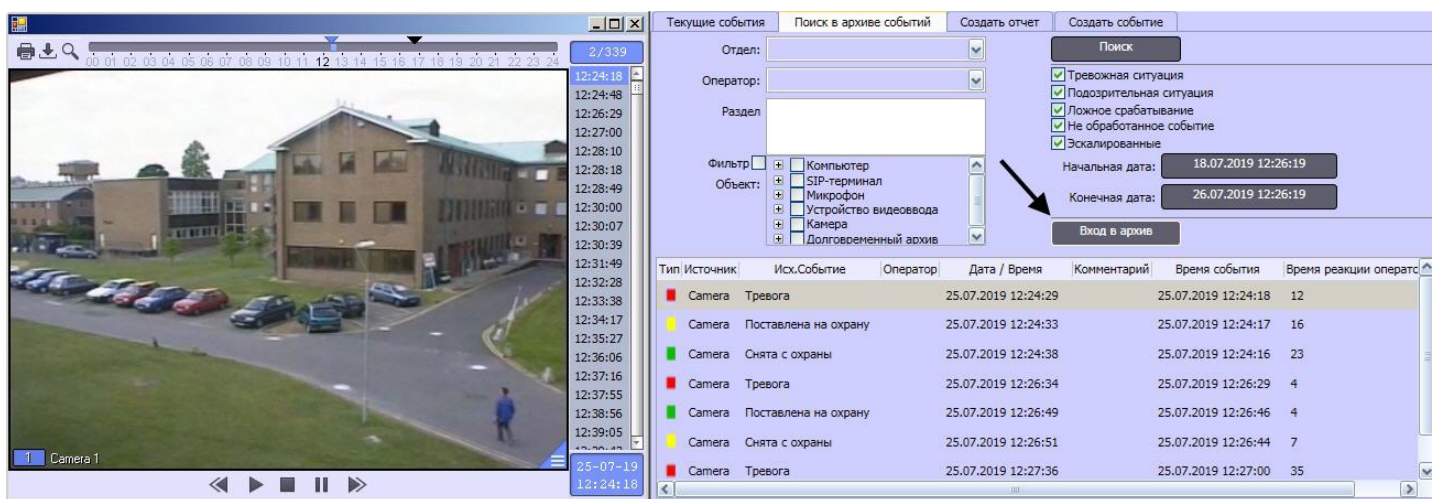 00 01 02 03 04 05 06 07 08 09 10 11 12 13 14 15 16 17 18 19 20 21 22 23 24
2/339
12:24:18
12:24:48
12:26:29
12:27:00
12:28:10
12:28:18
12:28:49
12:30:00
12:30:07
12:30:39
12:31:49
12:32:28
12:33:38
12:34:17
12:35:27
12:36:06
12:37:16
12:37:55
12:38:56
12:39:05
1 Camera 1
25-07-19
12:24:18
Текущие события Поиск в архиве событий Создать отчет Создать событие
Отдел:
Оператор:
Раздел
Фильтр
Объект:
Компьютер
SIP-терминал
Микрофон
Устройство видеоввода
Камера
Долговременный архив
Поиск
Тревожная ситуация
Подозрительная ситуация
Ложное срабатывание
Не обработанное событие
Эскалированные
Начальная дата: 18.07.2019 12:26:19
Конечная дата: 26.07.2019 12:26:19
Вход в архив
Тип Источник Исх.Событие Оператор Дата / Время Комментарий Время события Время реакции операто
Camera Тревога 25.07.2019 12:24:29 25.07.2019 12:24:18 12
Camera Поставлена на охрану 25.07.2019 12:24:33 25.07.2019 12:24:17 16
Camera Снята с охраны 25.07.2019 12:24:38 25.07.2019 12:24:16 23
Camera Тревога 25.07.2019 12:26:34 25.07.2019 12:26:29 4
Camera Поставлена на охрану 25.07.2019 12:26:49 25.07.2019 12:26:46 4
Camera Снята с охраны 25.07.2019 12:26:51 25.07.2019 12:26:44 7
Camera Тревога 25.07.2019 12:27:36 25.07.2019 12:27:00 35